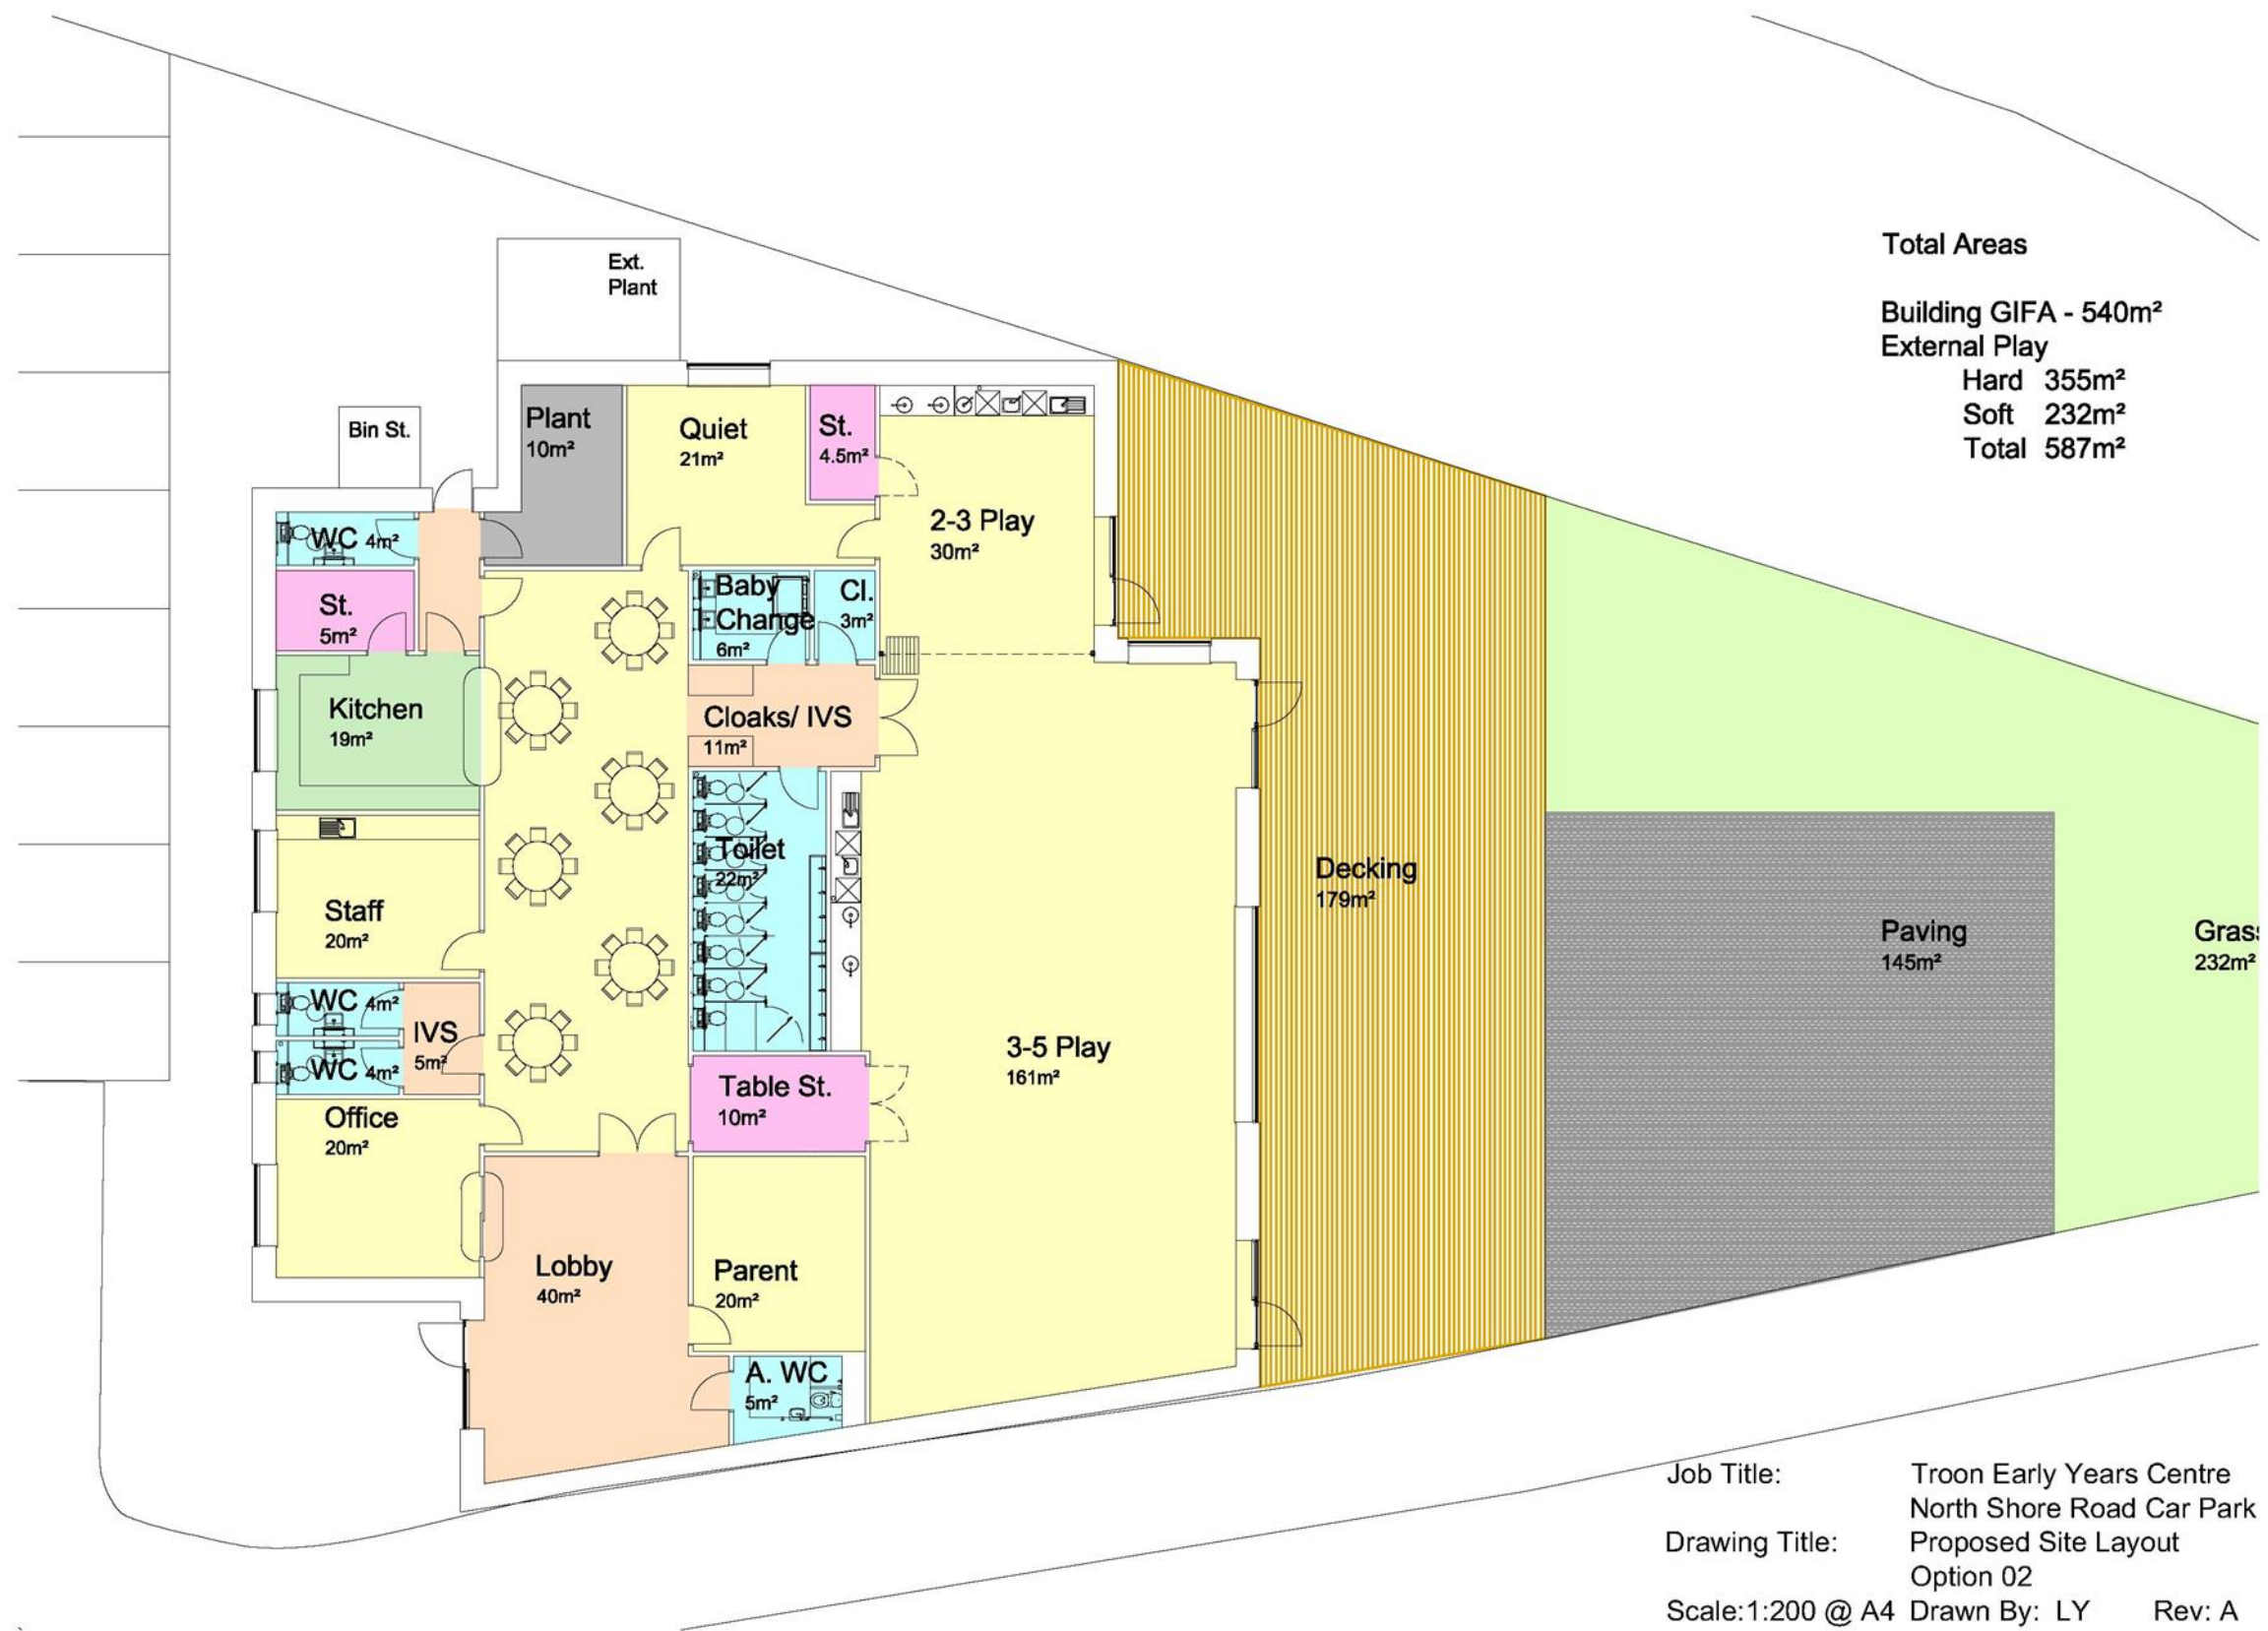 Total Areas
Building GIFA - 540m²
External Play
Hard 355m²
Soft 232m²
Total 587m²
Ext.
Plant
Bin St.
Plant
10m²
Quiet
21m²
St.
4.5m²
2-3 Play
30m²
WC 4m²
St.
5m²
Baby
Change
6m²
Cl.
3m²
Kitchen
19m²
Cloaks/ IVS
11m²
Toilet
22m²
Staff
20m²
WC 4m²
IVS
5m²
WC 4m²
Office
20m²
Table St.
10m²
3-5 Play
161m²
Decking
179m²
Paving
145m²
Gras
232m²
Lobby
40m²
Parent
20m²
A. WC
5m²
Job Title: Troon Early Years Centre
North Shore Road Car Park
Drawing Title: Proposed Site Layout
Option 02
Scale:1:200 @ A4 Drawn By: LY Rev: A